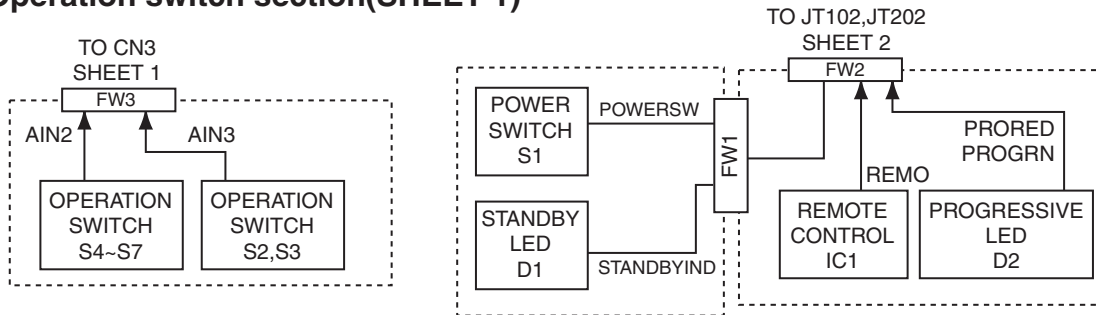 Operation switch section(SHEET 1)
TO CN3
SHEET 1
FW3
AIN2
AIN3
OPERATION
SWITCH
S4~S7
OPERATION
SWITCH
S2,S3
POWER
SWITCH
S1
POWERSW
STANDBY
LED
D1
STANDBYIND
FW1
TO JT102,JT202
SHEET 2
FW2
REMO
PRORED
PROGRN
REMOTE
CONTROL
IC1
PROGRESSIVE
LED
D2